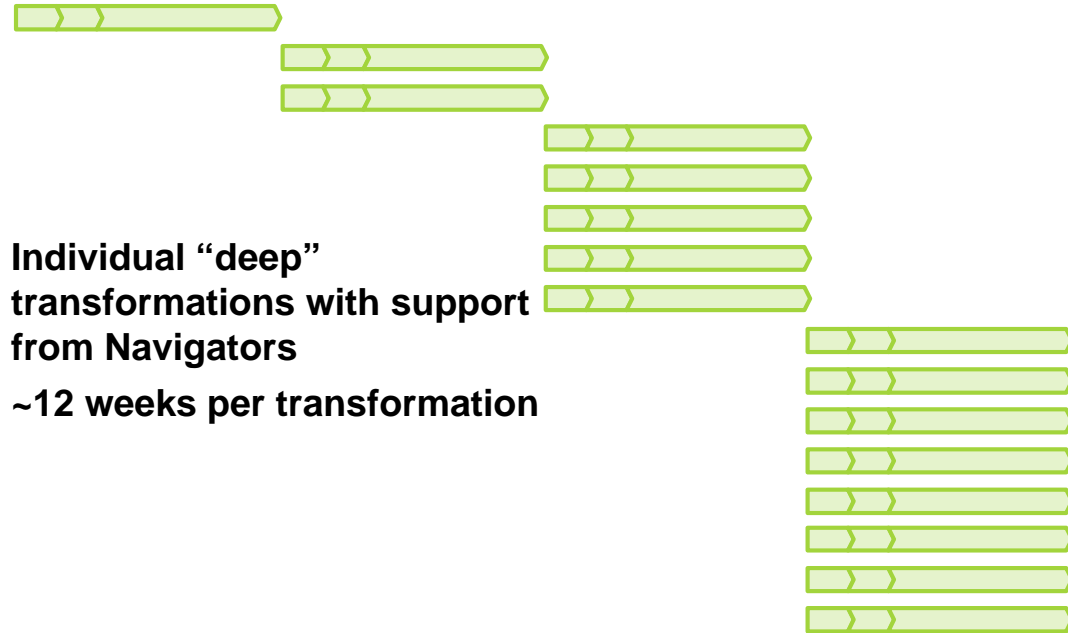 Individual “deep”
transformations with support
from Navigators
~12 weeks per transformation